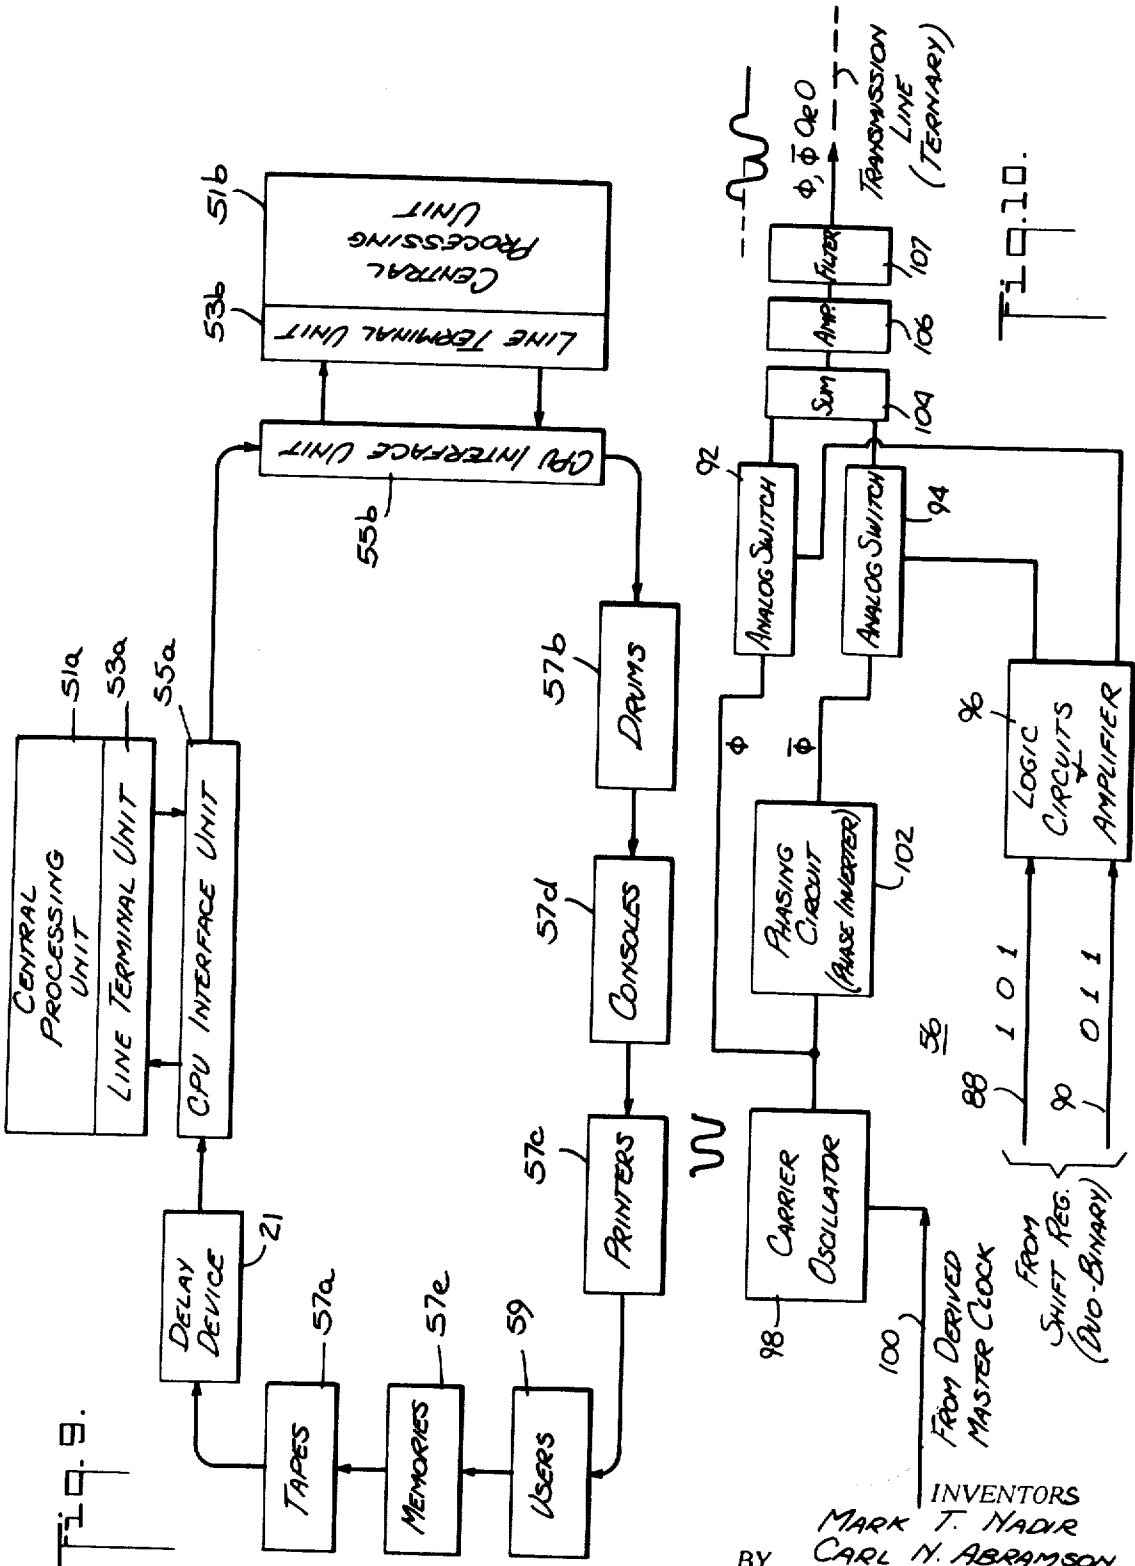 Fig. 9.
CENTRAL
PROCESSING
UNIT
51a
LINE TERMINAL UNIT
53a
CPU INTERFACE UNIT
55a
DELAY
DEVICE
21
TAPES
57a
MEMORIES
57e
USERS
59
PRINTERS
57c
CONSOLES
57d
DRUMS
57b
CPU INTERFACE UNIT
55b
LINE TERMINAL UNIT
53b
CENTRAL
PROCESSING
UNIT
51b
Fig. 10.
56
CARRIER
OSCILLATOR
98
100
FROM DERIVED
MASTER CLOCK
PHASING
CIRCUIT
(PHASE INVERTER)
102
Φ
Φ̅
ANALOG SWITCH
92
ANALOG SWITCH
94
SUM
104
AMP.
106
FILTER
107
Φ, Φ̅ OR 0
TRANSMISSION
LINE
(TERNARY)
LOGIC
CIRCUITS
&
AMPLIFIER
96
88
1 0 1
90
0 1 1
FROM
SHIFT REG.
(DUO-BINARY)
INVENTORS
MARK T. NADIR
CARL N. ABRAMSON
BY